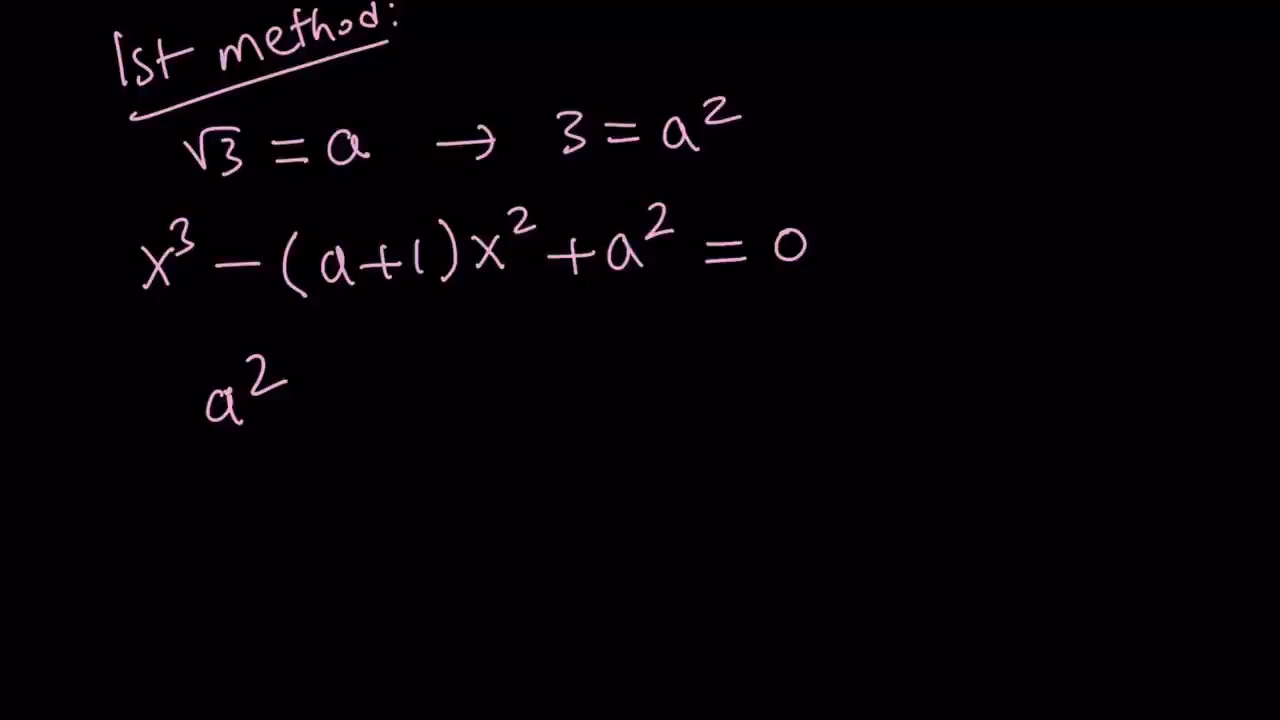 1st method:
√3 = a → 3 = a²
x³ - (a+1)x² + a² = 0
a²